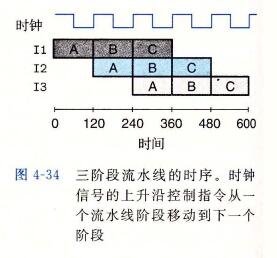 时钟
I1 A B C
I2 A B C
I3 A B C
0 120 240 360 480 600
时间
图 4-34 三阶段流水线的时序。时钟
信号的上升沿控制指令从一
个流水线阶段移动到下一个
阶段